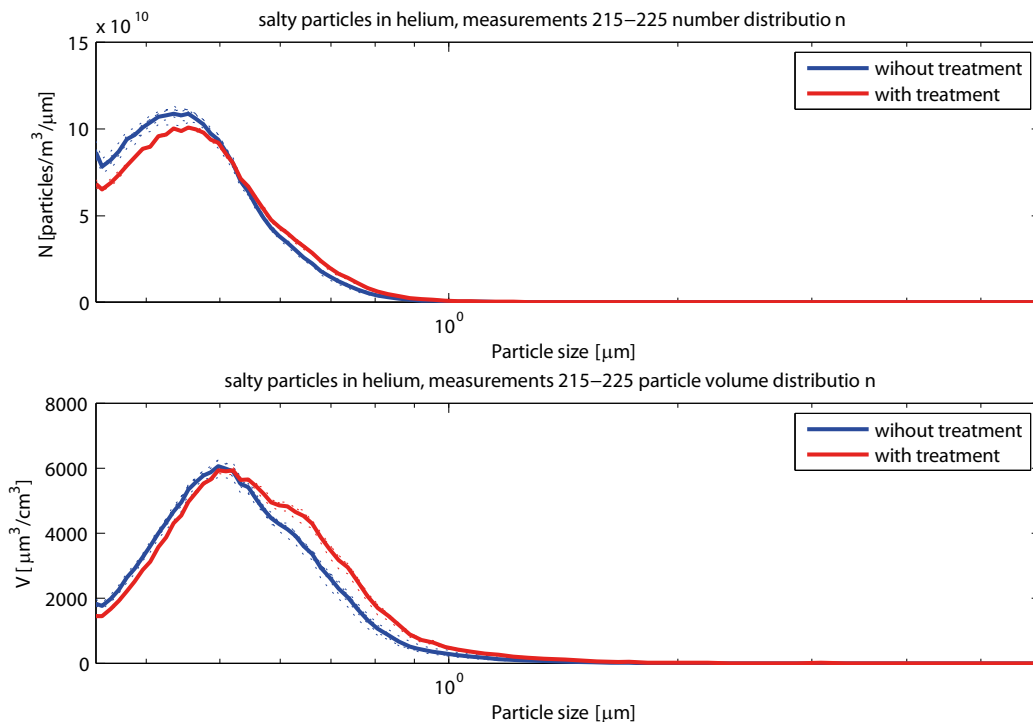 salty particles in helium, measurements 215−225 number distributio n
x 10^10
15
10
5
0
N [particles/m^3/μm]
wihout treatment
with treatment
10^0
Particle size [μm]
salty particles in helium, measurements 215−225 particle volume distributio n
8000
6000
4000
2000
0
V [ μm^3/cm^3]
wihout treatment
with treatment
10^0
Particle size [μm]